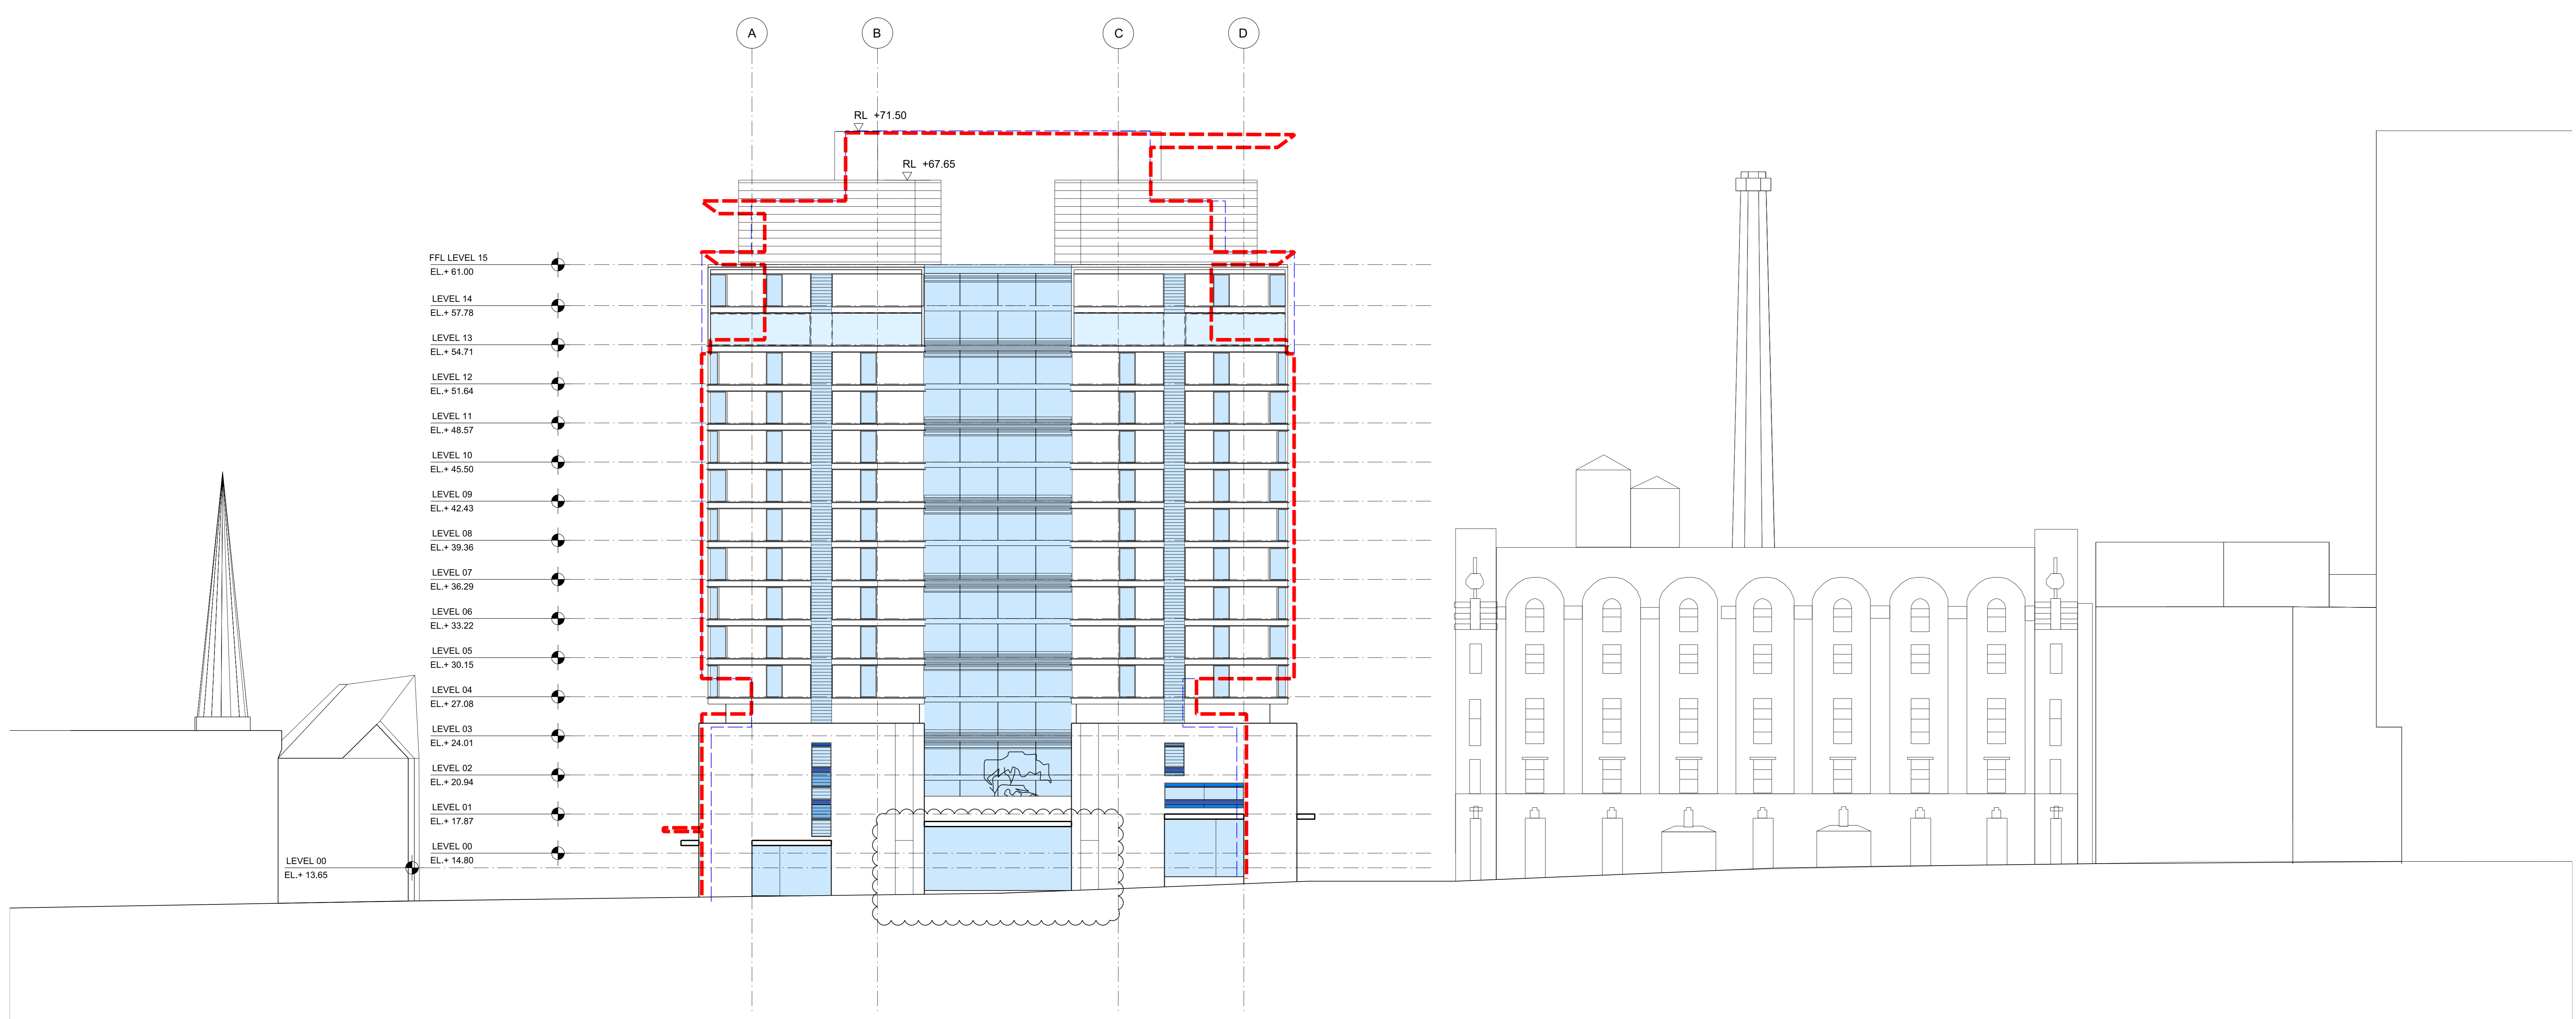 A
B
C
D
RL +71.50
RL +67.65
FFL LEVEL 15
EL.+ 61.00
LEVEL 14
EL.+ 57.78
LEVEL 13
EL.+ 54.71
LEVEL 12
EL.+ 51.64
LEVEL 11
EL.+ 48.57
LEVEL 10
EL.+ 45.50
LEVEL 09
EL.+ 42.43
LEVEL 08
EL.+ 39.36
LEVEL 07
EL.+ 36.29
LEVEL 06
EL.+ 33.22
LEVEL 05
EL.+ 30.15
LEVEL 04
EL.+ 27.08
LEVEL 03
EL.+ 24.01
LEVEL 02
EL.+ 20.94
LEVEL 01
EL.+ 17.87
LEVEL 00
EL.+ 14.80
LEVEL 00
EL.+ 13.65